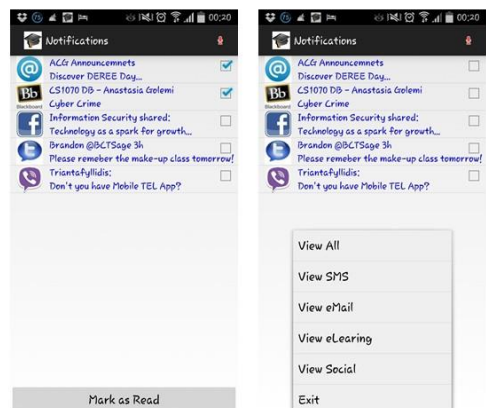 00:20
Notifications
ACG Announcemnets
Discover DEREE Day...
Bb
Blackboard
CS1070 DB - Anastasia Golemi
Cyber Crime
Information Security shared:
Technology as a spark for growth...
Brandon @BCTSage 3h
Please remeber the make-up class tomorrow!
Triantafyllidis:
Don't you have Mobile TEL App?
Mark as Read
00:20
Notifications
ACG Announcemnets
Discover DEREE Day...
Bb
Blackboard
CS1070 DB - Anastasia Golemi
Cyber Crime
Information Security shared:
Technology as a spark for growth...
Brandon @BCTSage 3h
Please remeber the make-up class tomorrow!
Triantafyllidis:
Don't you have Mobile TEL App?
View All
View SMS
View eMail
View eLearing
View Social
Exit